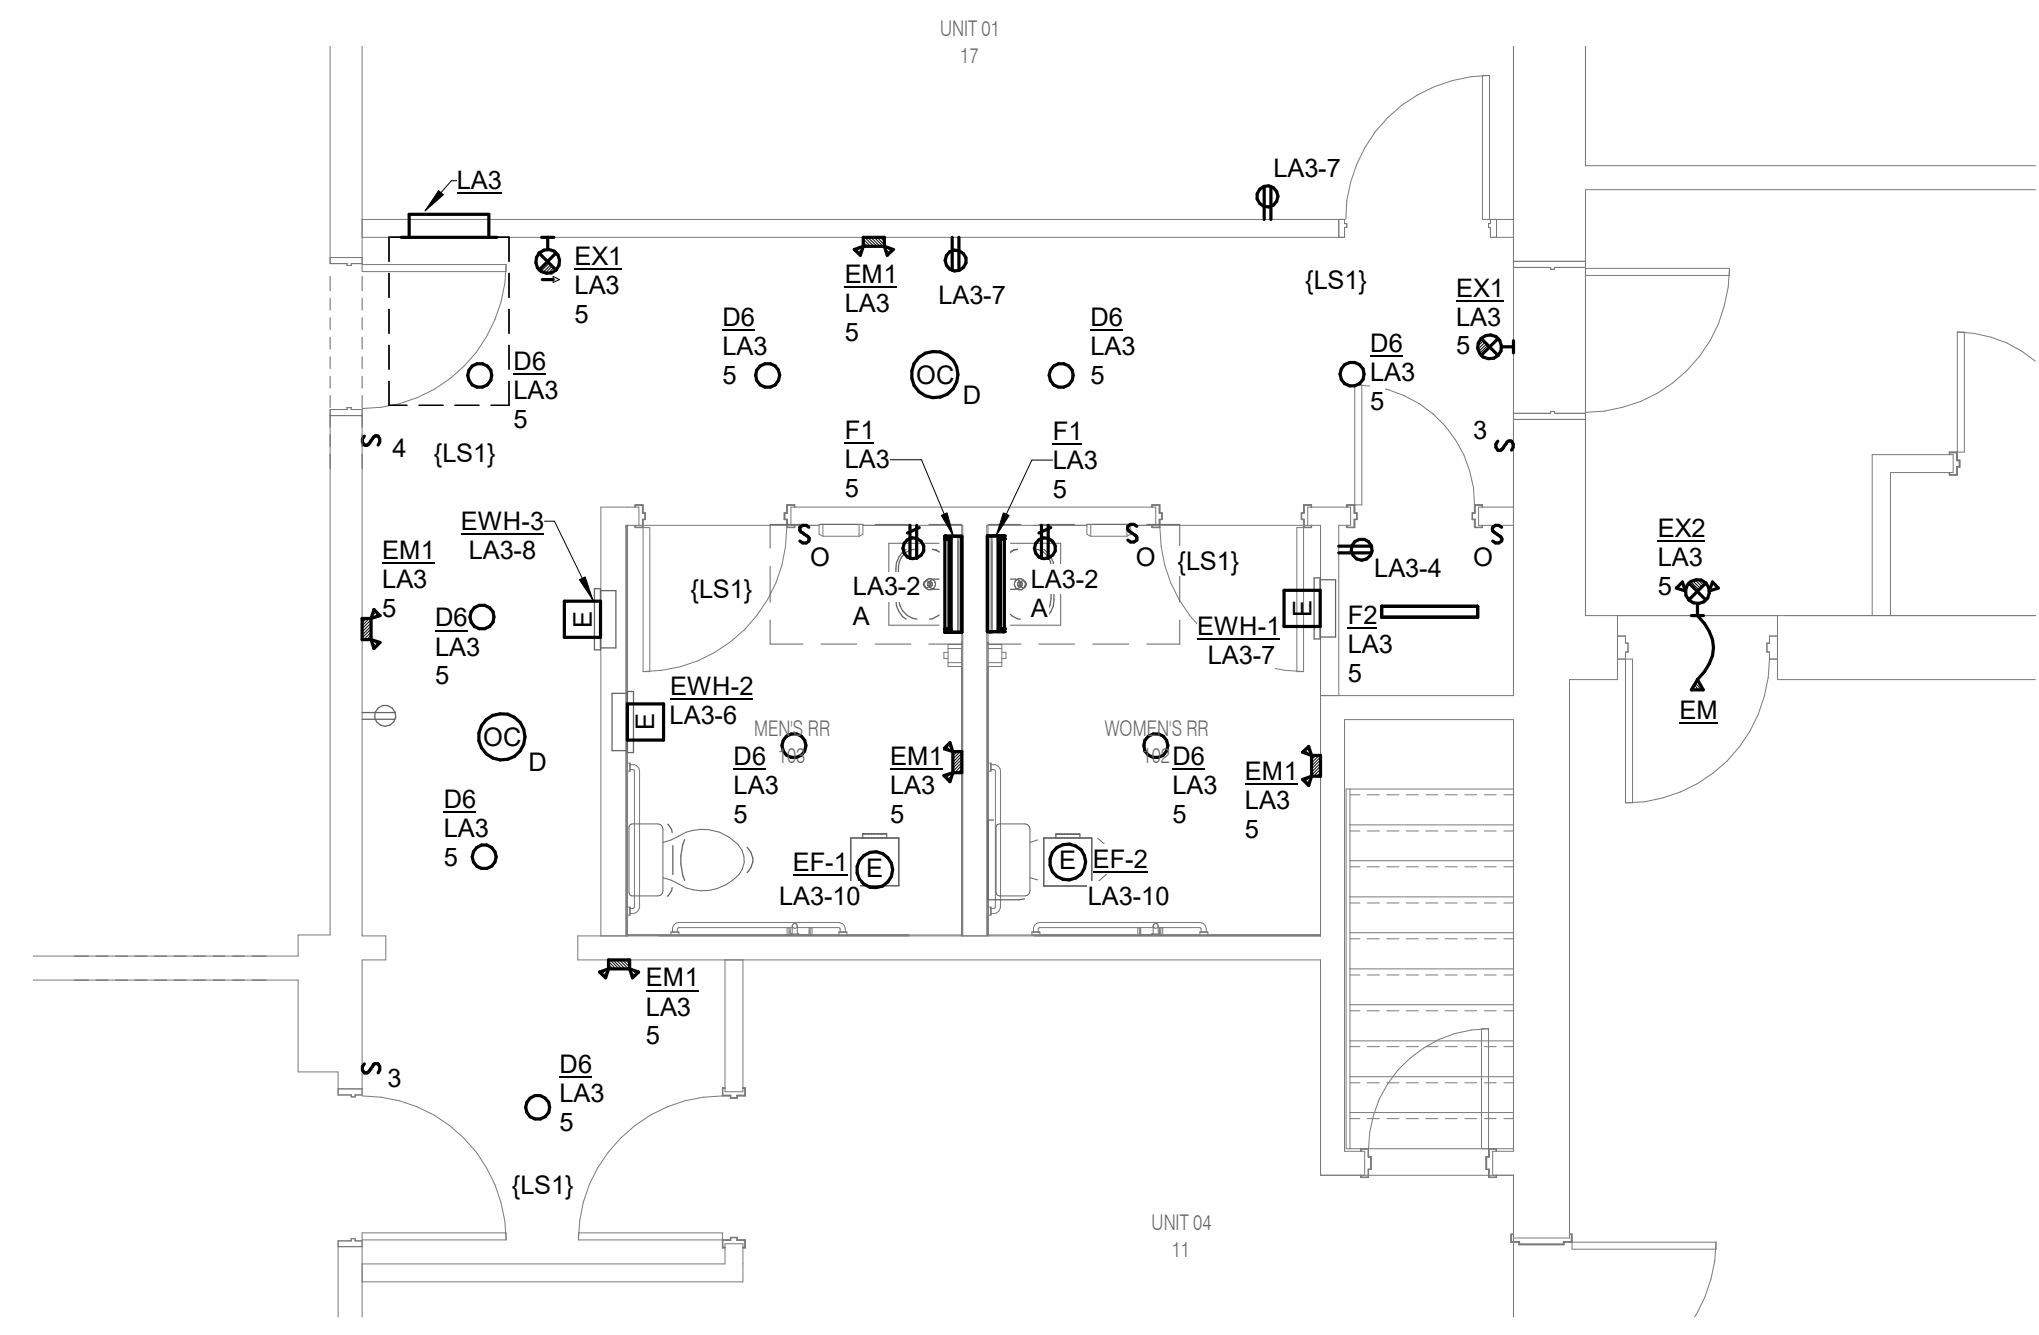 UNIT 01
17
LA3
LA3-7
EX1
LA3
5
EM1
LA3
5
LA3-7
{LS1}
EX1
LA3
5
D6
LA3
5
D6
LA3
5
OC
D
D6
LA3
5
D6
LA3
5
S
4
{LS1}
F1
LA3
5
F1
LA3
5
3
S
EWH-3
LA3-8
EM1
LA3
5
D6
LA3
5
E
{LS1}
S
O
LA3-2
A
LA3-2
A
S
O
{LS1}
E
EWH-1
LA3-7
LA3-4
S
O
F2
LA3
5
EX2
LA3
5
EM
EWH-2
LA3-6
E
OC
D
MEN'S RR
103
D6
LA3
5
EM1
LA3
5
WOMEN'S RR
102
D6
LA3
5
EM1
LA3
5
D6
LA3
5
EF-1
LA3-10
E
E
EF-2
LA3-10
EM1
LA3
5
S
3
D6
LA3
5
{LS1}
UNIT 04
11